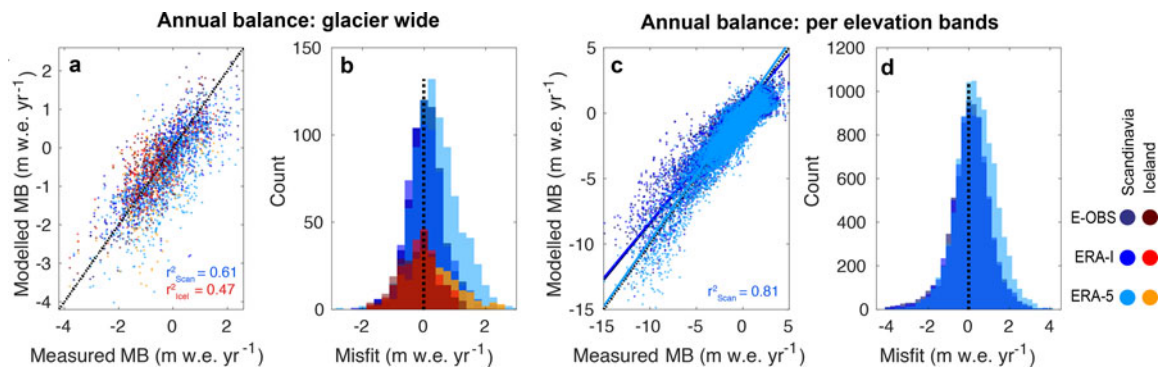 Annual balance: glacier wide
Annual balance: per elevation bands
a
Modelled MB (m w.e. yr⁻¹)
2
1
0
-1
-2
-3
-4
r²Scan = 0.61
r²Icel = 0.47
-4
-2
0
2
Measured MB (m w.e. yr⁻¹)
b
Count
150
100
50
0
-2
0
2
Misfit (m w.e. yr⁻¹)
c
Modelled MB (m w.e. yr⁻¹)
5
0
-5
-10
-15
r²Scan = 0.81
-15
-10
-5
0
5
Measured MB (m w.e. yr⁻¹)
d
Count
1200
1000
800
600
400
200
0
-4
-2
0
2
4
Misfit (m w.e. yr⁻¹)
Scandinavia
Iceland
E-OBS
ERA-I
ERA-5